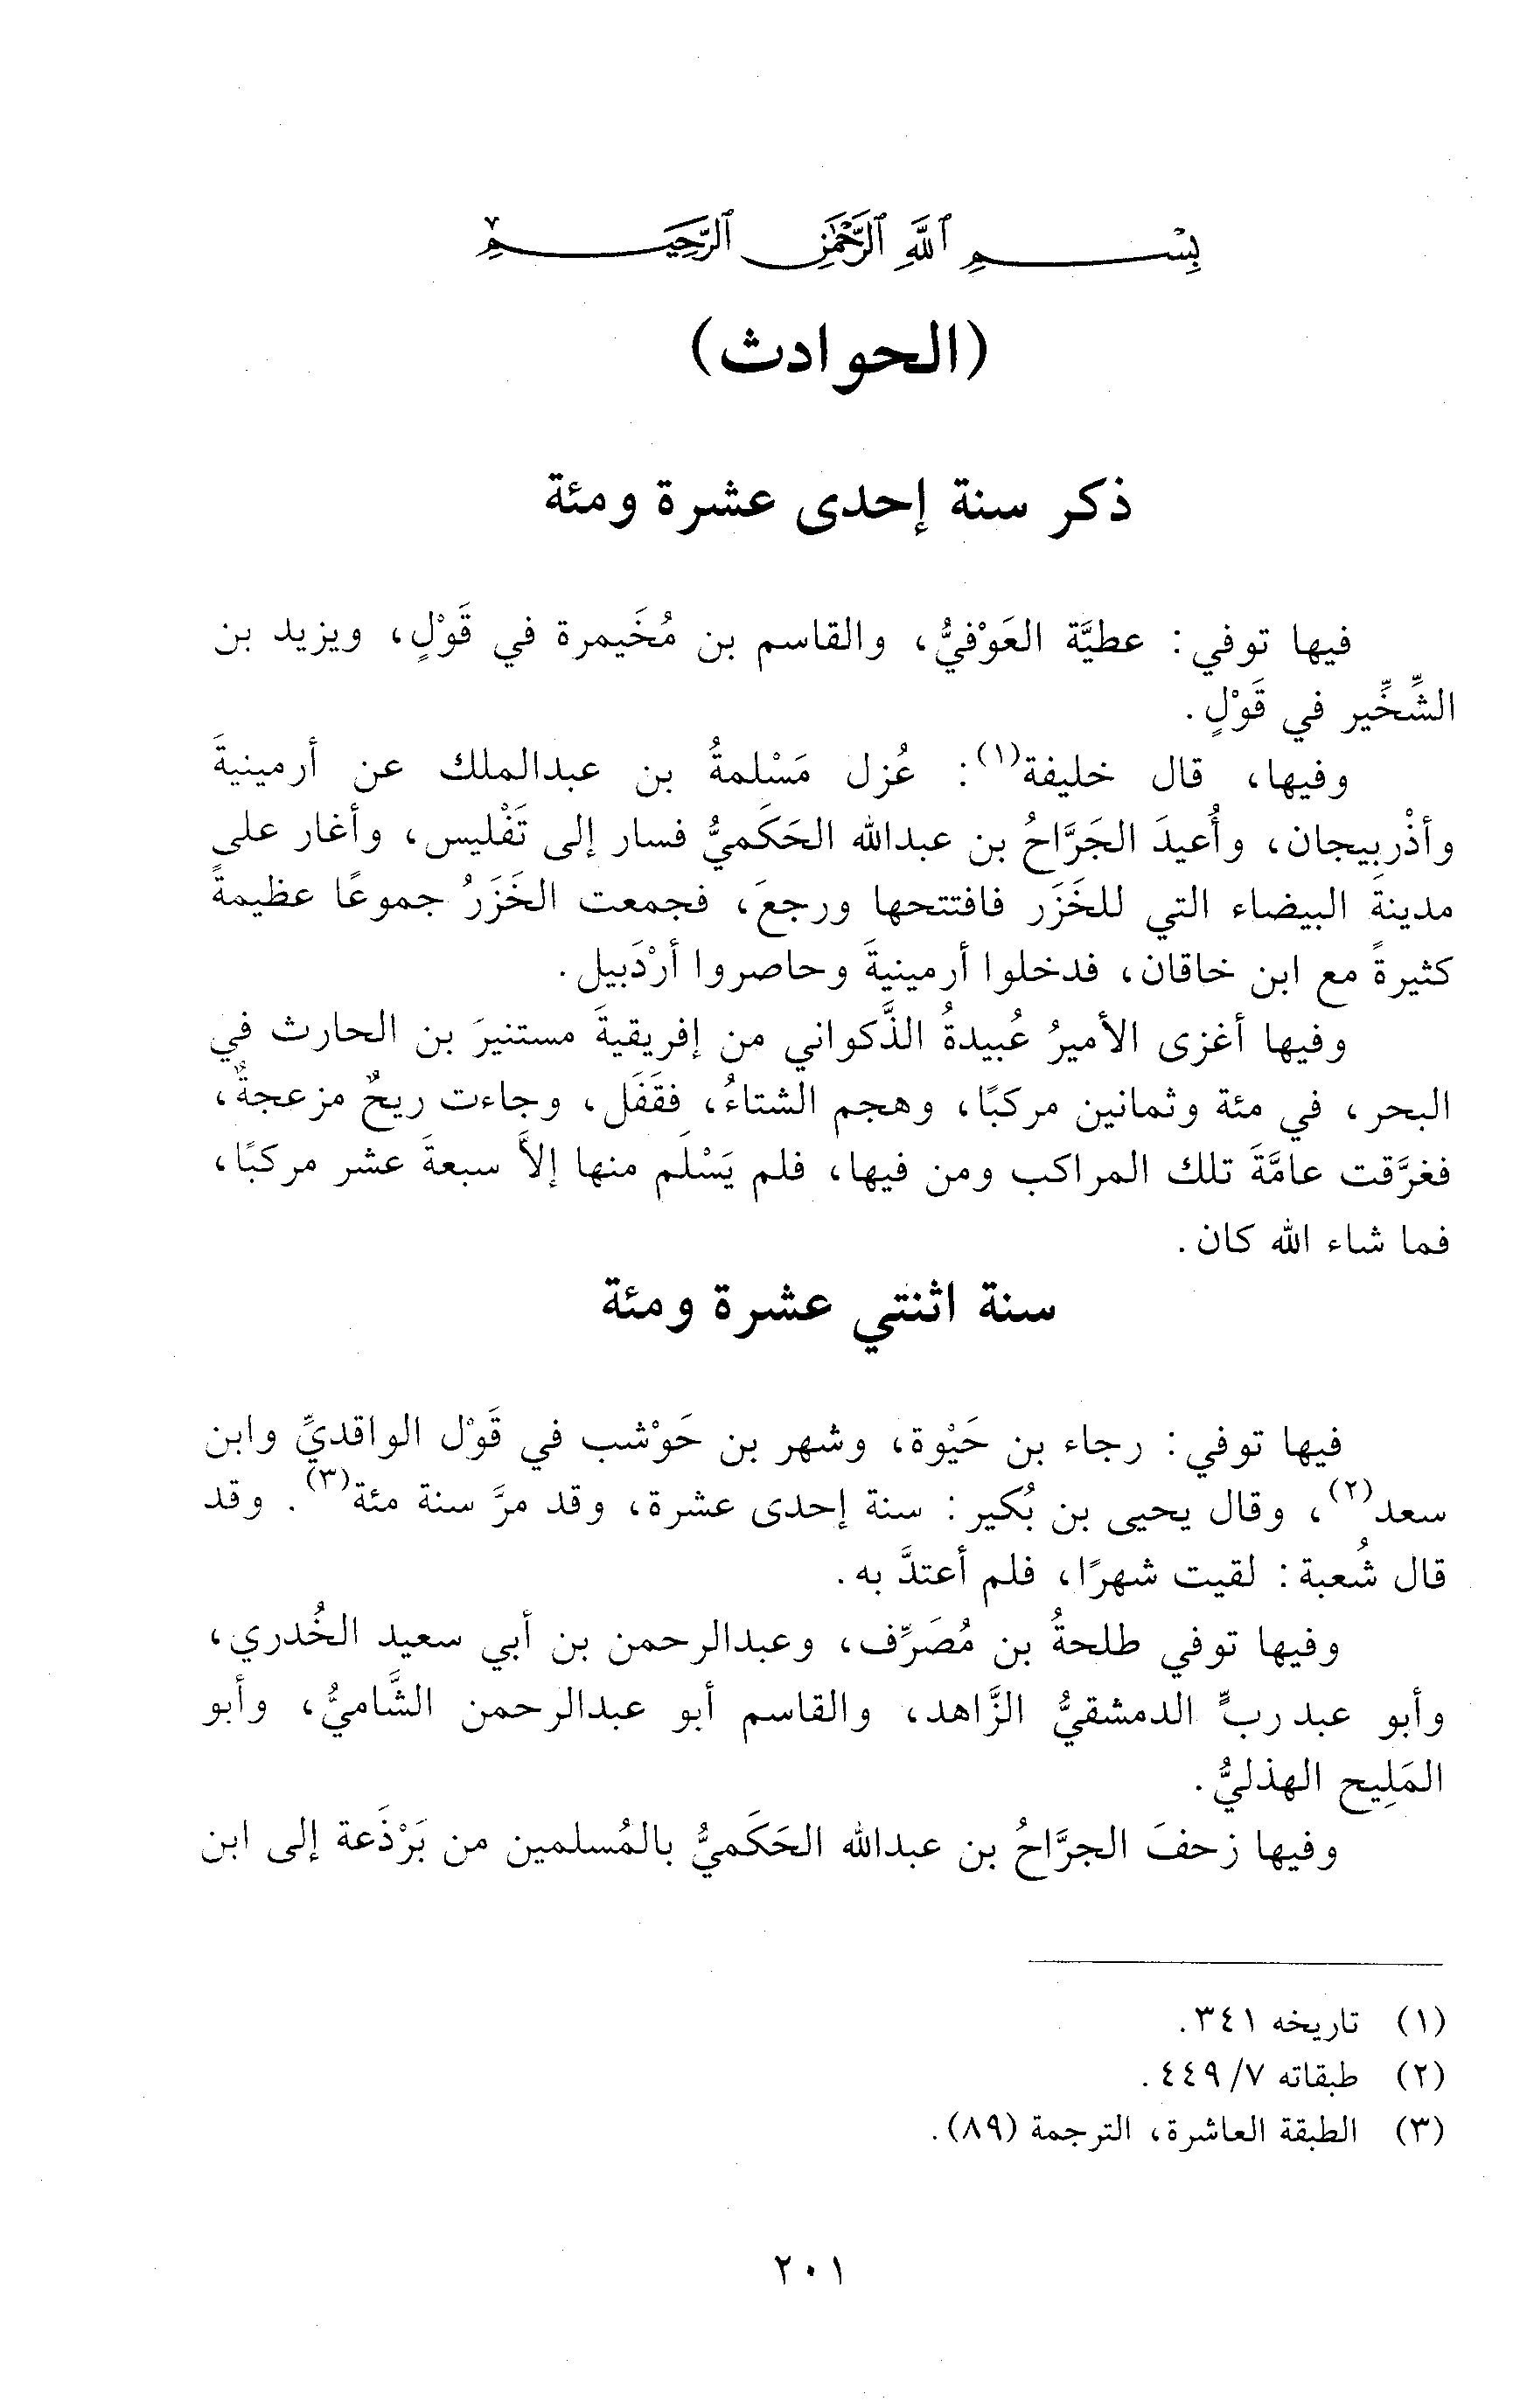 بِسْمِ ٱللَّهِ ٱلرَّحْمَٰنِ ٱلرَّحِيمِ
(الحوادث)
ذكر سنة إحدى عشرة ومئة
فيها توفي: عطيَّة العَوْفيُّ، والقاسم بن مُخَيمرة في قَوْلٍ، ويزيد بن
الشِّخِّير في قَوْلٍ.
وفيها، قال خليفة(١): عُزل مَسْلمةُ بن عبدالملك عن أرمينيةَ
وأذْربيجان، وأُعيدَ الجَرَّاحُ بن عبدالله الحَكَميُّ فسار إلى تَفْليس، وأغار على
مدينةَ البيضاء التي للخَزَر فافتتحها ورجعَ، فجمعت الخَزَرُ جموعًا عظيمةً
كثيرةً مع ابن خاقان، فدخلوا أرمينيةَ وحاصروا أرْدَبيل.
وفيها أغزى الأميرُ عُبيدةُ الذَّكواني من إفريقيةَ مستنيرَ بن الحارث في
البحر، في مئة وثمانين مركبًا، وهجم الشتاءُ، فقَفَل، وجاءت ريحٌ مزعجةٌ،
فغرَّقت عامَّةَ تلك المراكب ومن فيها، فلم يَسْلَم منها إلاَّ سبعةَ عشر مركبًا،
فما شاء الله كان.
سنة اثنتي عشرة ومئة
فيها توفي: رجاء بن حَيْوة، وشهر بن حَوْشب في قَوْل الواقديِّ وابن
سعد(٢)، وقال يحيى بن بُكير: سنة إحدى عشرة، وقد مرَّ سنة مئة(٣). وقد
قال شُعبة: لقيت شهرًا، فلم أعتدَّ به.
وفيها توفي طلحةُ بن مُصَرِّف، وعبدالرحمن بن أبي سعيد الخُدري،
وأبو عبد ربٍّ الدمشقيُّ الزَّاهد، والقاسم أبو عبدالرحمن الشَّاميُّ، وأبو
المَلِيح الهذليُّ.
وفيها زحفَ الجرَّاحُ بن عبدالله الحَكَميُّ بالمُسلمين من بَرْذَعة إلى ابن
(١) تاريخه ٣٤١.
(٢) طبقاته ٧/ ٤٤٩.
(٣) الطبقة العاشرة، الترجمة (٨٩).
٢٠١